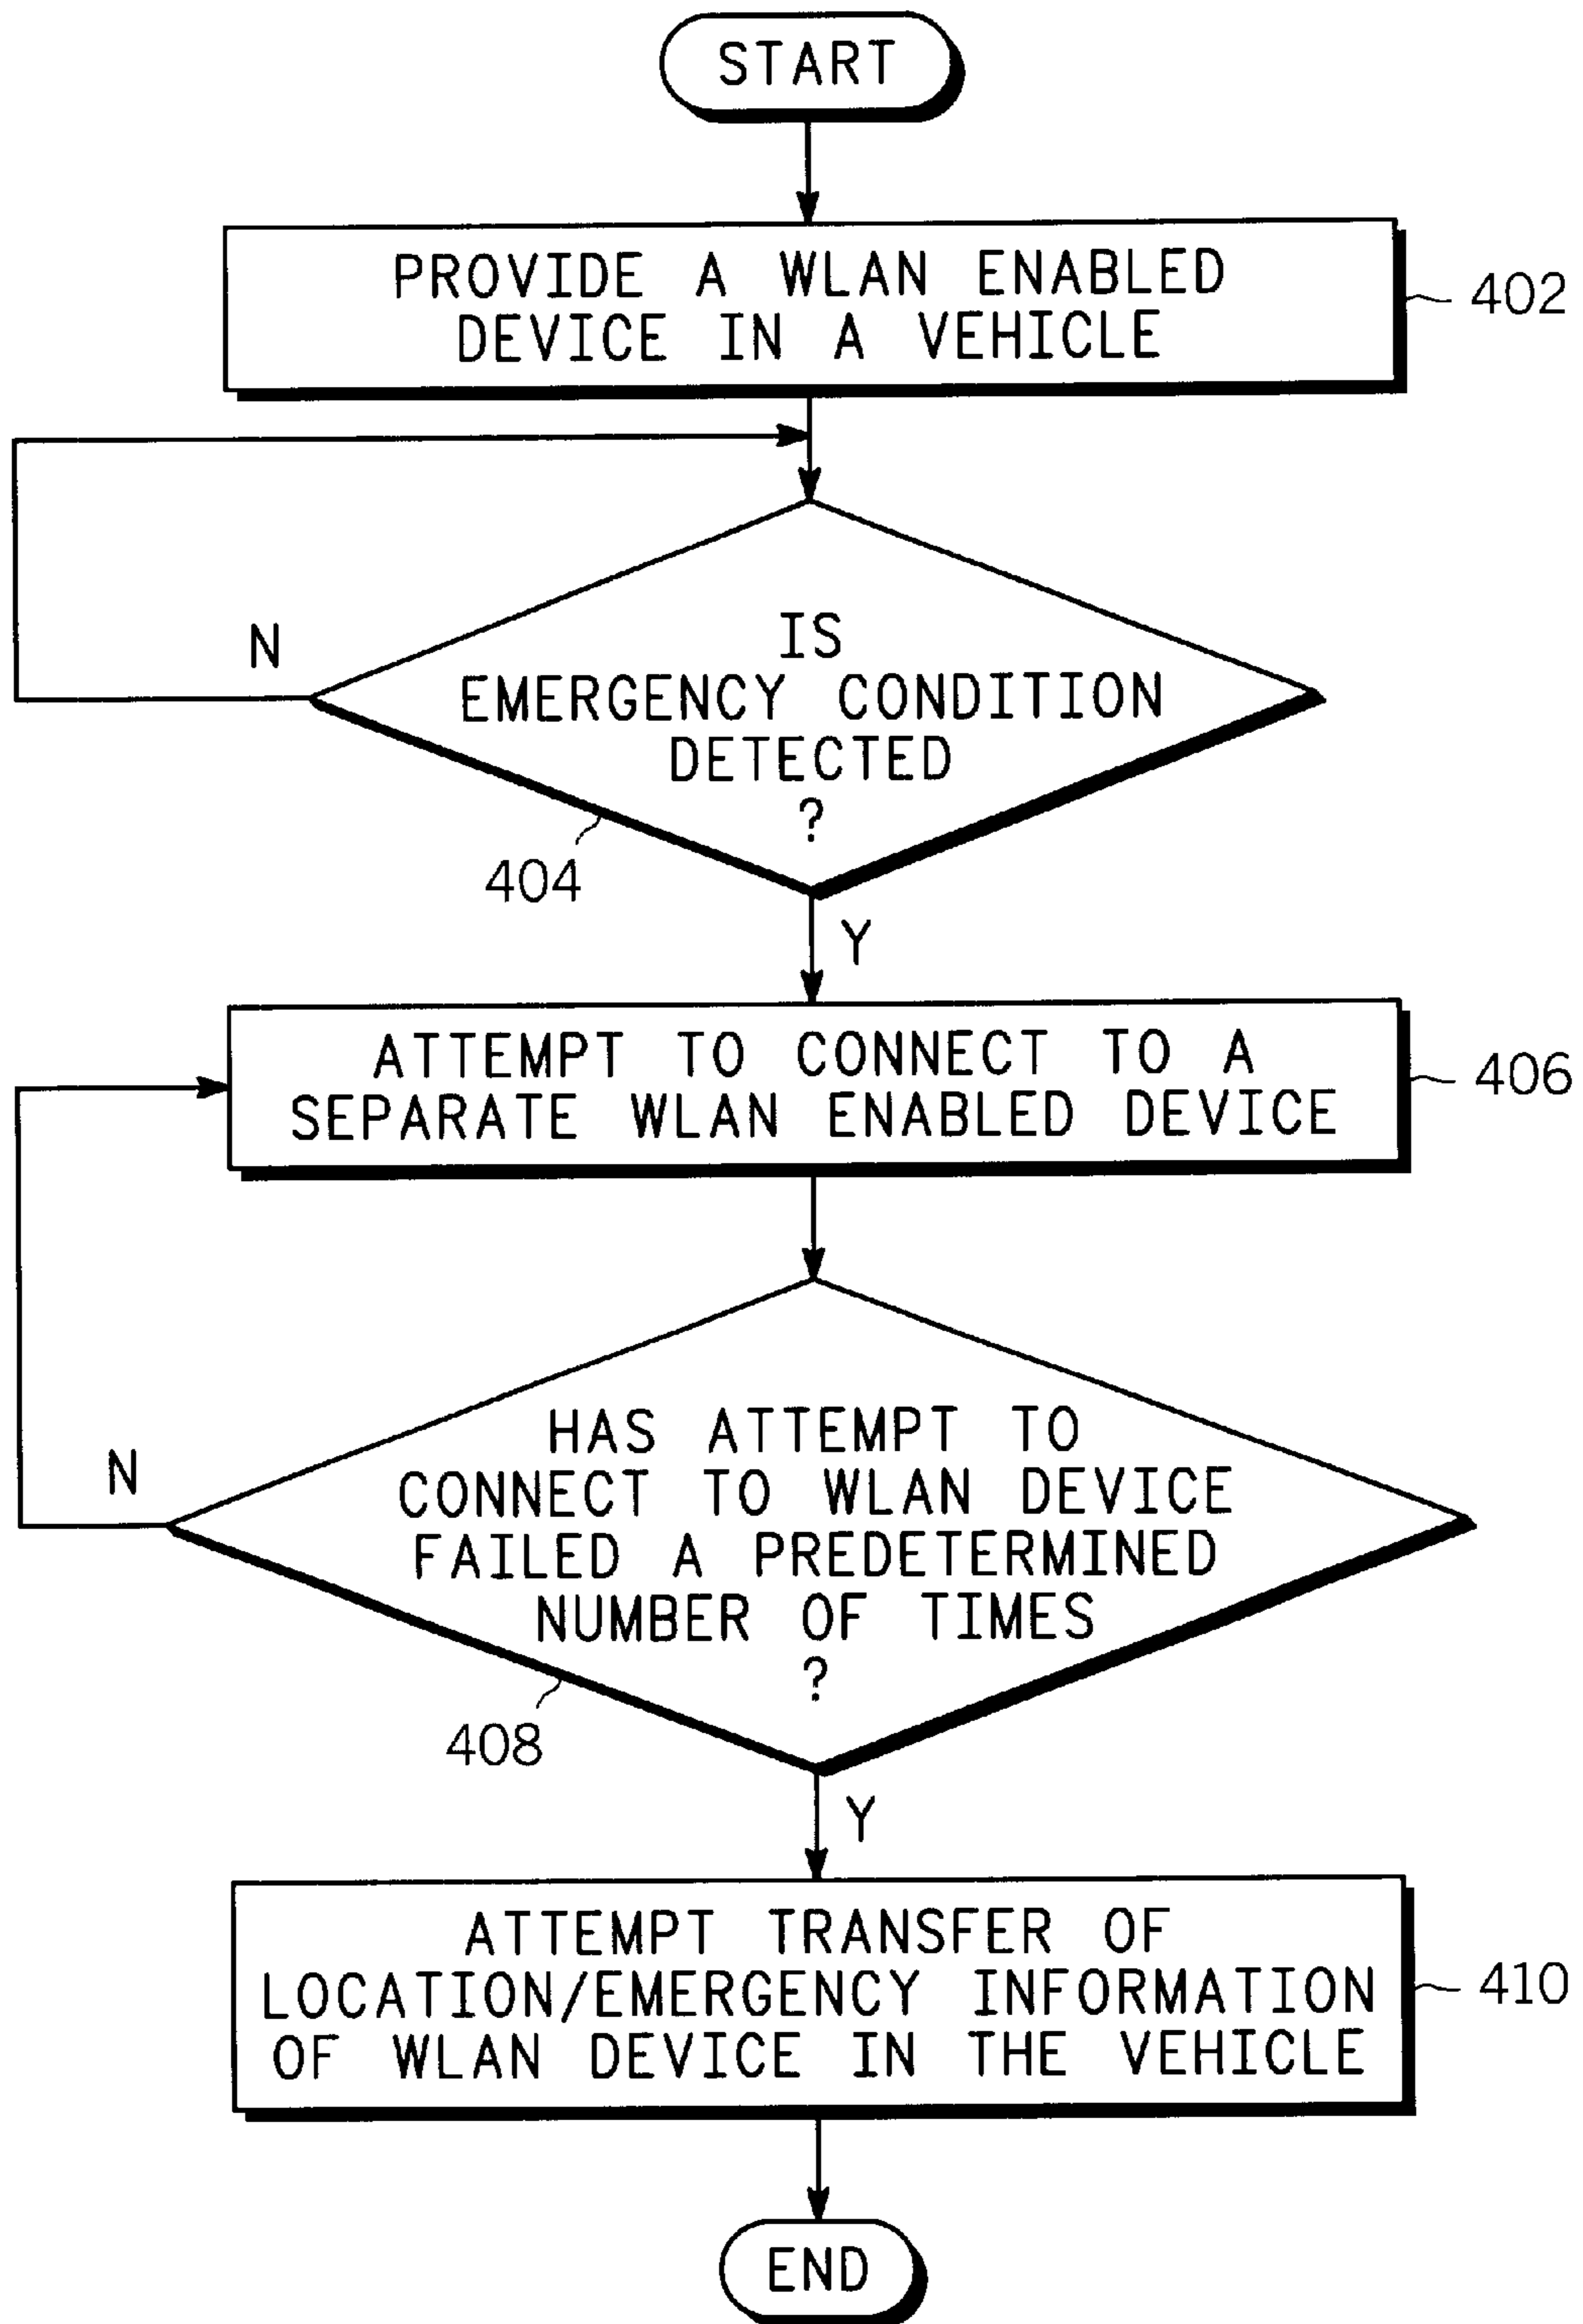 START
PROVIDE A WLAN ENABLED
DEVICE IN A VEHICLE
402
N
IS
EMERGENCY CONDITION
DETECTED
?
404
Y
ATTEMPT TO CONNECT TO A
SEPARATE WLAN ENABLED DEVICE
406
N
HAS ATTEMPT TO
CONNECT TO WLAN DEVICE
FAILED A PREDETERMINED
NUMBER OF TIMES
?
408
Y
ATTEMPT TRANSFER OF
LOCATION/EMERGENCY INFORMATION
OF WLAN DEVICE IN THE VEHICLE
410
END